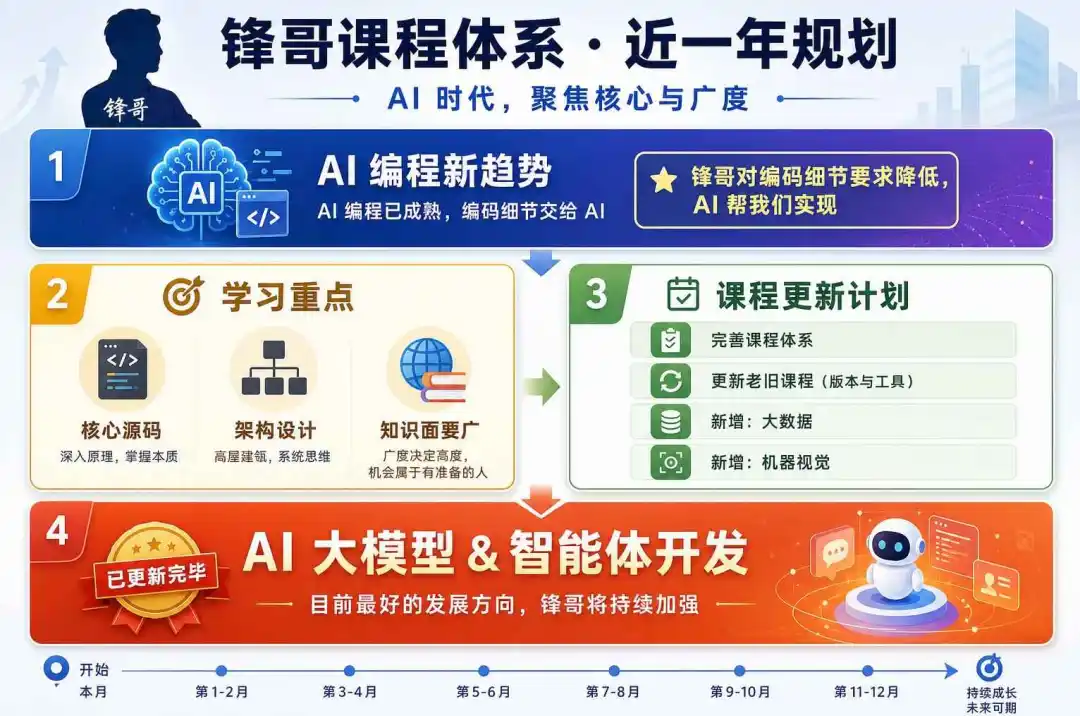 锋哥课程体系·近一年规划
AI 时代，聚焦核心与广度
锋哥
1
AI
</>
AI 编程新趋势
AI 编程已成熟，编码细节交给 AI
锋哥对编码细节要求降低，
AI 帮我们实现
2
学习重点
</>
核心源码
深入原理，掌握本质
架构设计
高屋建瓴，系统思维
知识面要广
广度决定高度，
机会属于有准备的人
3
课程更新计划
完善课程体系
更新老旧课程（版本与工具）
新增：大数据
新增：机器视觉
4
已更新完毕
AI 大模型 & 智能体开发
目前最好的发展方向，锋哥将持续加强
开始
本月
第 1-2月
第 3-4月
第 5-6月
第 7-8月
第 9-10月
第 11-12月
持续成长
未来可期